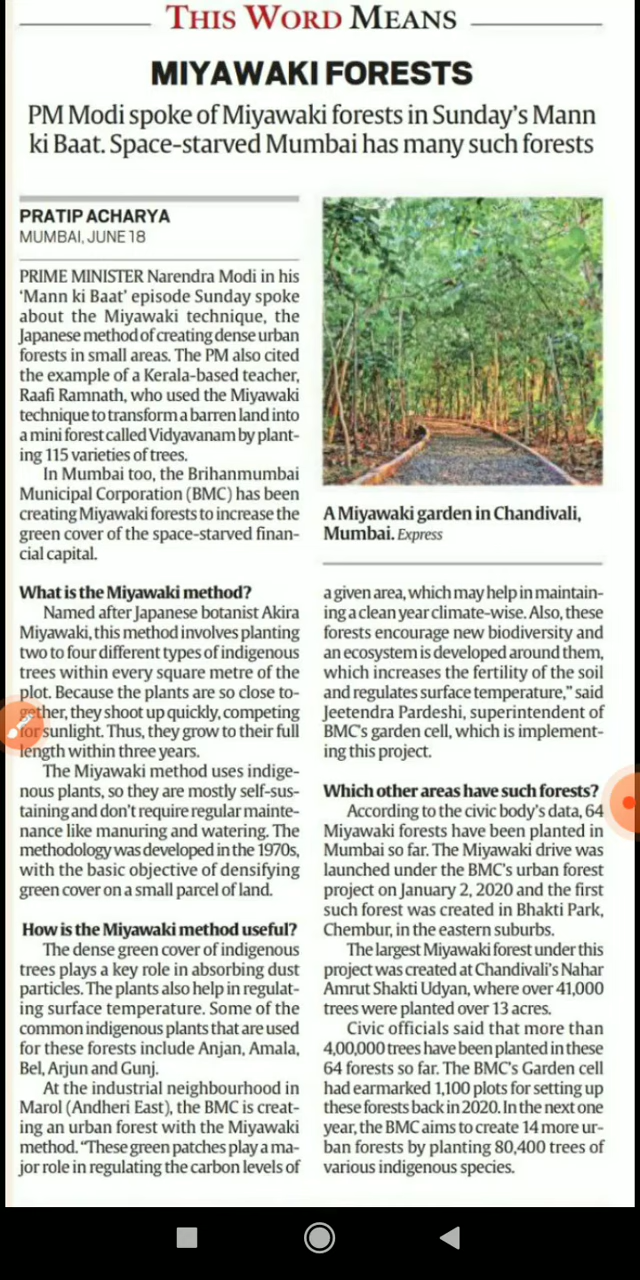 THIS WORD MEANS
MIYAWAKI FORESTS
PM Modi spoke of Miyawaki forests in Sunday's Mann
ki Baat. Space-starved Mumbai has many such forests
PRATIP ACHARYA
MUMBAI, JUNE 18
PRIME MINISTER Narendra Modi in his
'Mann ki Baat' episode Sunday spoke
about the Miyawaki technique, the
Japanese method of creating dense urban
forests in small areas. The PM also cited
the example of a Kerala-based teacher,
Raafi Ramnath, who used the Miyawaki
technique to transform a barren land into
a mini forest called Vidyavanam by plant-
ing 115 varieties of trees.
In Mumbai too, the Brihanmumbai
Municipal Corporation (BMC) has been
creating Miyawaki forests to increase the
green cover of the space-starved finan-
cial capital.
What is the Miyawaki method?
Named after Japanese botanist Akira
Miyawaki, this method involves planting
two to four different types of indigenous
trees within every square metre of the
plot. Because the plants are so close to-
gether, they shoot up quickly, competing
for sunlight. Thus, they grow to their full
length within three years.
The Miyawaki method uses indige-
nous plants, so they are mostly self-sus-
taining and don't require regular mainte-
nance like manuring and watering. The
methodology was developed in the 1970s,
with the basic objective of densifying
green cover on a small parcel of land.
How is the Miyawaki method useful?
The dense green cover of indigenous
trees plays a key role in absorbing dust
particles. The plants also help in regulat-
ing surface temperature. Some of the
common indigenous plants that are used
for these forests include Anjan, Amala,
Bel, Arjun and Gunj.
At the industrial neighbourhood in
Marol (Andheri East), the BMC is creat-
ing an urban forest with the Miyawaki
method. "These green patches play a ma-
jor role in regulating the carbon levels of
A Miyawaki garden in Chandivali,
Mumbai. Express
a given area, which may help in maintain-
ing a clean year climate-wise. Also, these
forests encourage new biodiversity and
an ecosystem is developed around them,
which increases the fertility of the soil
and regulates surface temperature," said
Jeetendra Pardeshi, superintendent of
BMC's garden cell, which is implement-
ing this project.
Which other areas have such forests?
According to the civic body's data, 64
Miyawaki forests have been planted in
Mumbai so far. The Miyawaki drive was
launched under the BMC's urban forest
project on January 2, 2020 and the first
such forest was created in Bhakti Park,
Chembur, in the eastern suburbs.
The largest Miyawaki forest under this
project was created at Chandivali's Nahar
Amrut Shakti Udyan, where over 41,000
trees were planted over 13 acres.
Civic officials said that more than
4,00,000 trees have been planted in these
64 forests so far. The BMC's Garden cell
had earmarked 1,100 plots for setting up
these forests back in 2020. In the next one
year, the BMC aims to create 14 more ur-
ban forests by planting 80,400 trees of
various indigenous species.